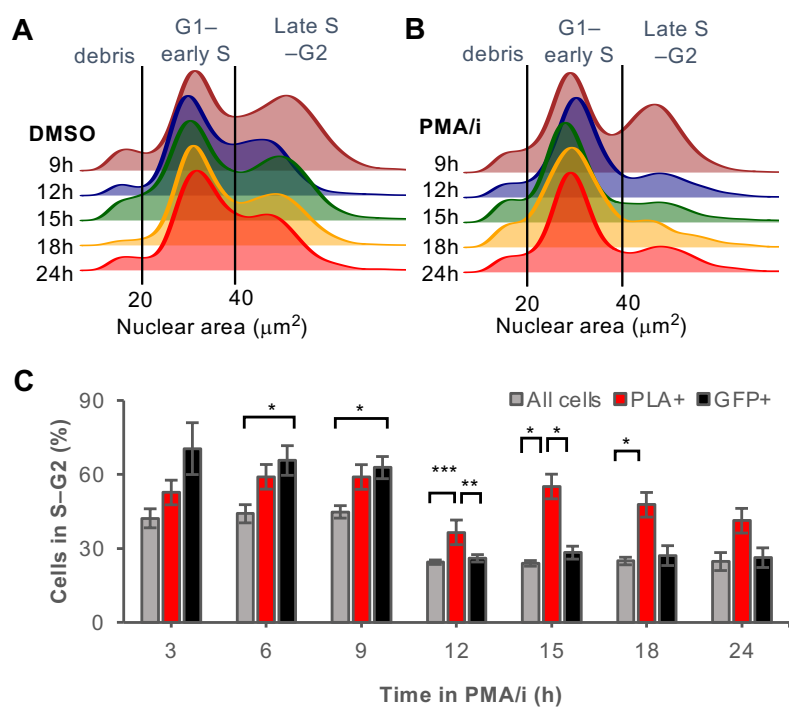 A
debris
G1–
early S
Late S
–G2
DMSO
9h
12h
15h
18h
24h
20
40
Nuclear area (μm²)
B
debris
G1–
early S
Late S
–G2
PMA/i
9h
12h
15h
18h
24h
20
40
Nuclear area (μm²)
C
Cells in S–G2 (%)
90
60
30
0
All cells PLA+ GFP+
*
*
***
**
* *
*
3 6 9 12 15 18 24
Time in PMA/i (h)